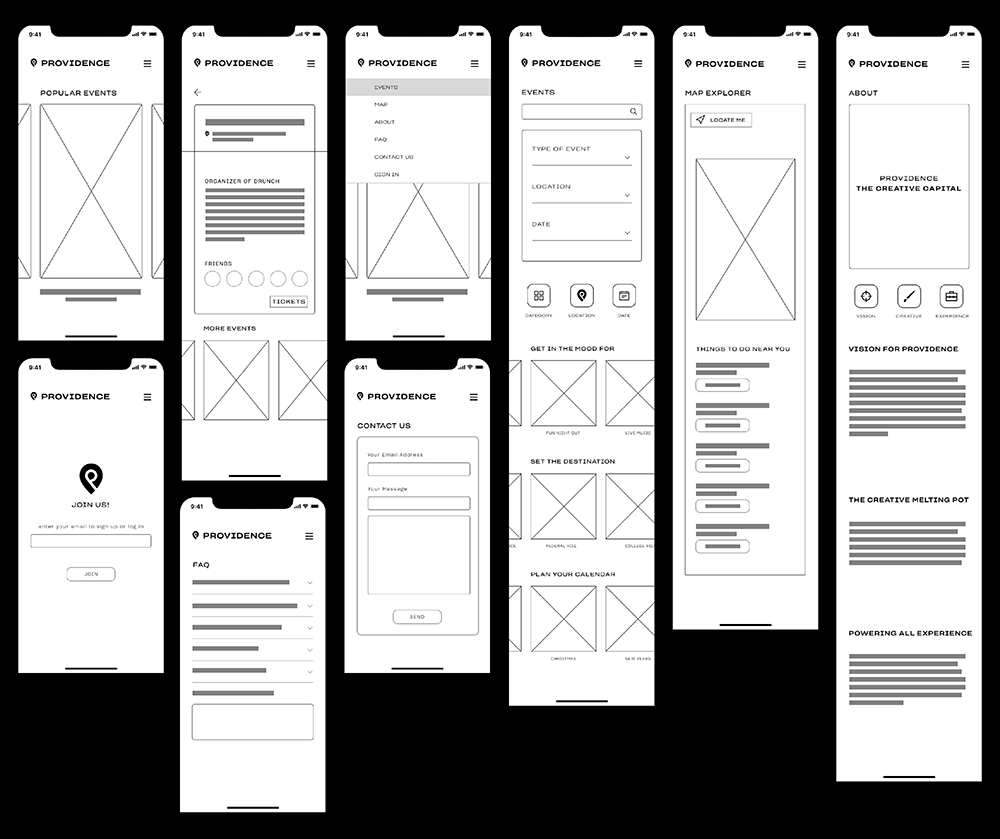 9:41
PROVIDENCE
POPULAR EVENTS
9:41
PROVIDENCE
ORGANIZER OF BRUNCH
FRIENDS
TICKETS
MORE EVENTS
9:41
PROVIDENCE
EVENTS
MAP
ABOUT
FAQ
CONTACT US
SIGN IN
9:41
PROVIDENCE
EVENTS
TYPE OF EVENT
LOCATION
DATE
CATEGORY
LOCATION
DATE
GET IN THE MOOD FOR
FUN NIGHT OUT
LIVE MUSIC
SET THE DESTINATION
FEDERAL HILL
COLLEGE HILL
PLAN YOUR CALENDAR
CHRISTMAS
NEW YEARS
9:41
PROVIDENCE
MAP EXPLORER
LOCATE ME
THINGS TO DO NEAR YOU
9:41
PROVIDENCE
ABOUT
PROVIDENCE
THE CREATIVE CAPITAL
VISION
CREATIVE
EXPERIENCE
VISION FOR PROVIDENCE
THE CREATIVE MELTING POT
POWERING ALL EXPERIENCE
9:41
PROVIDENCE
JOIN US!
enter your email to sign up or log in
JOIN
9:41
PROVIDENCE
FAQ
9:41
PROVIDENCE
CONTACT US
Your Email Address
Your Message
SEND